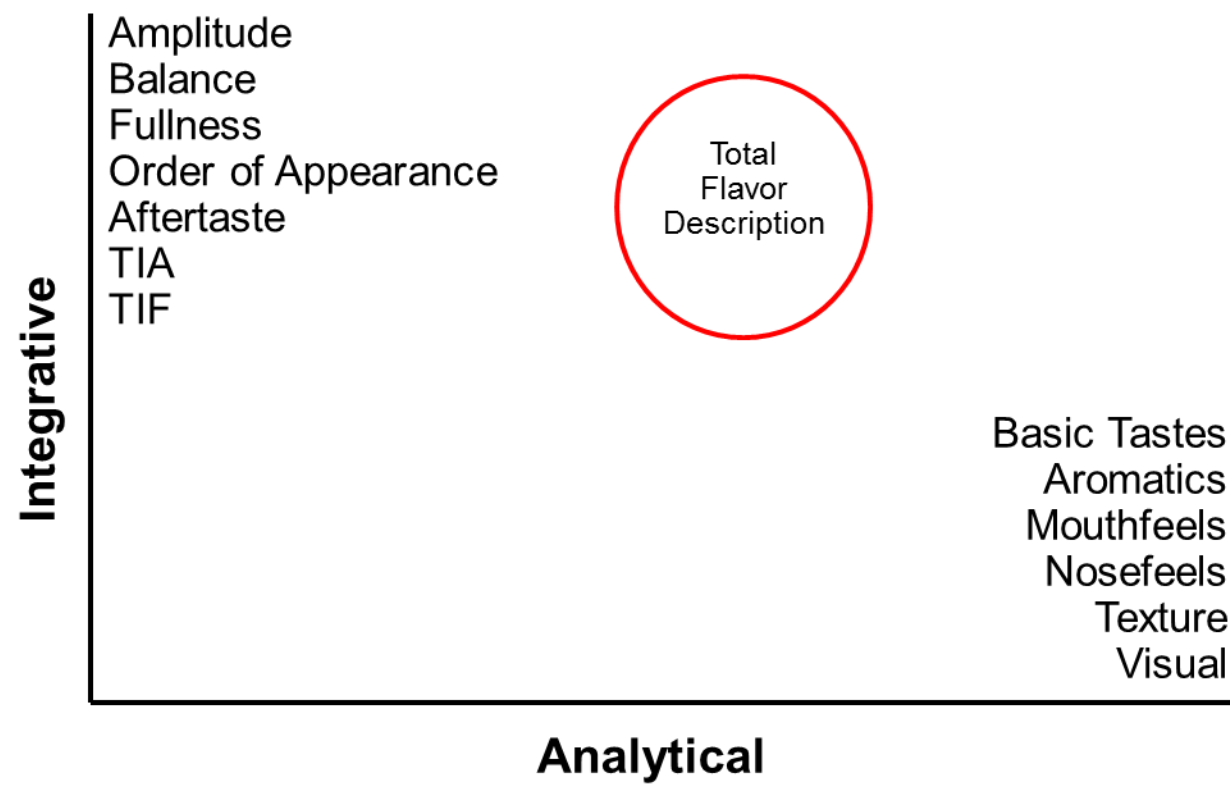 Amplitude
Balance
Fullness
Order of Appearance
Aftertaste
TIA
TIF
Total
Flavor
Description
Integrative
Basic Tastes
Aromatics
Mouthfeels
Nosefeels
Texture
Visual
Analytical